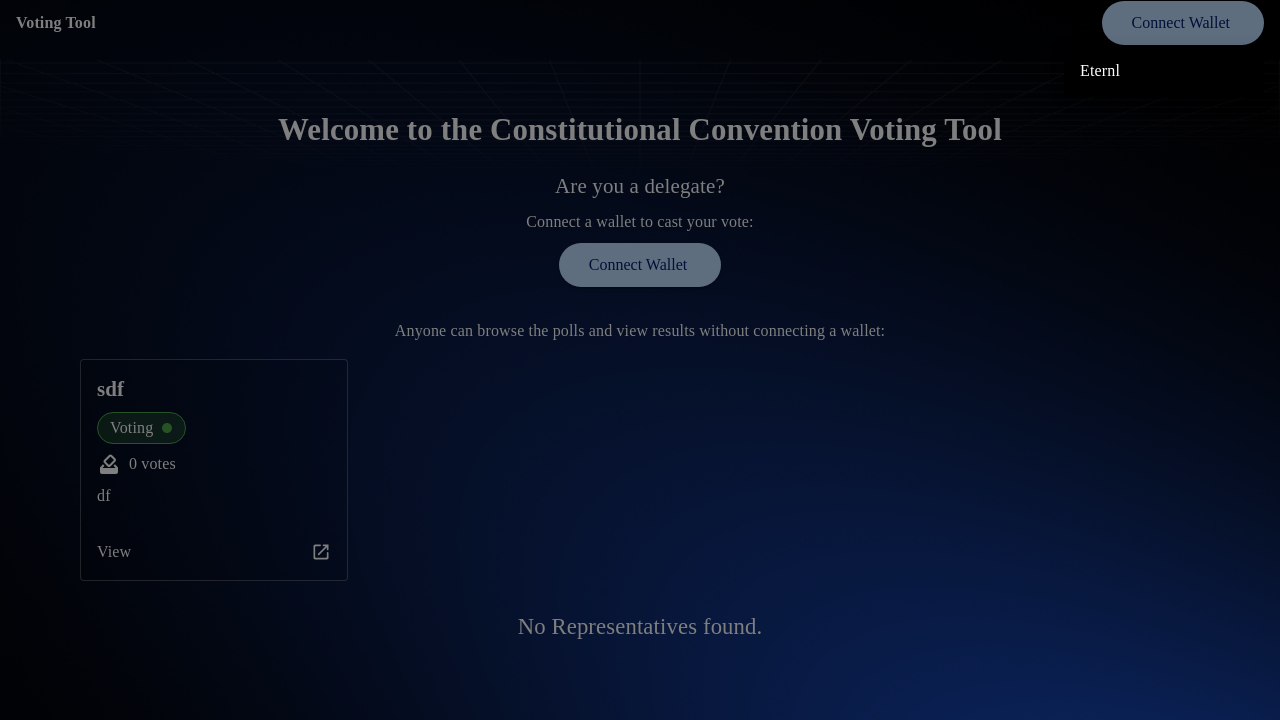 Voting Tool
Connect Wallet
Eternl
Welcome to the Constitutional Convention Voting Tool
Are you a delegate?
Connect a wallet to cast your vote:
Connect Wallet
Anyone can browse the polls and view results without connecting a wallet:
sdf
Voting
0 votes
df
View
No Representatives found.